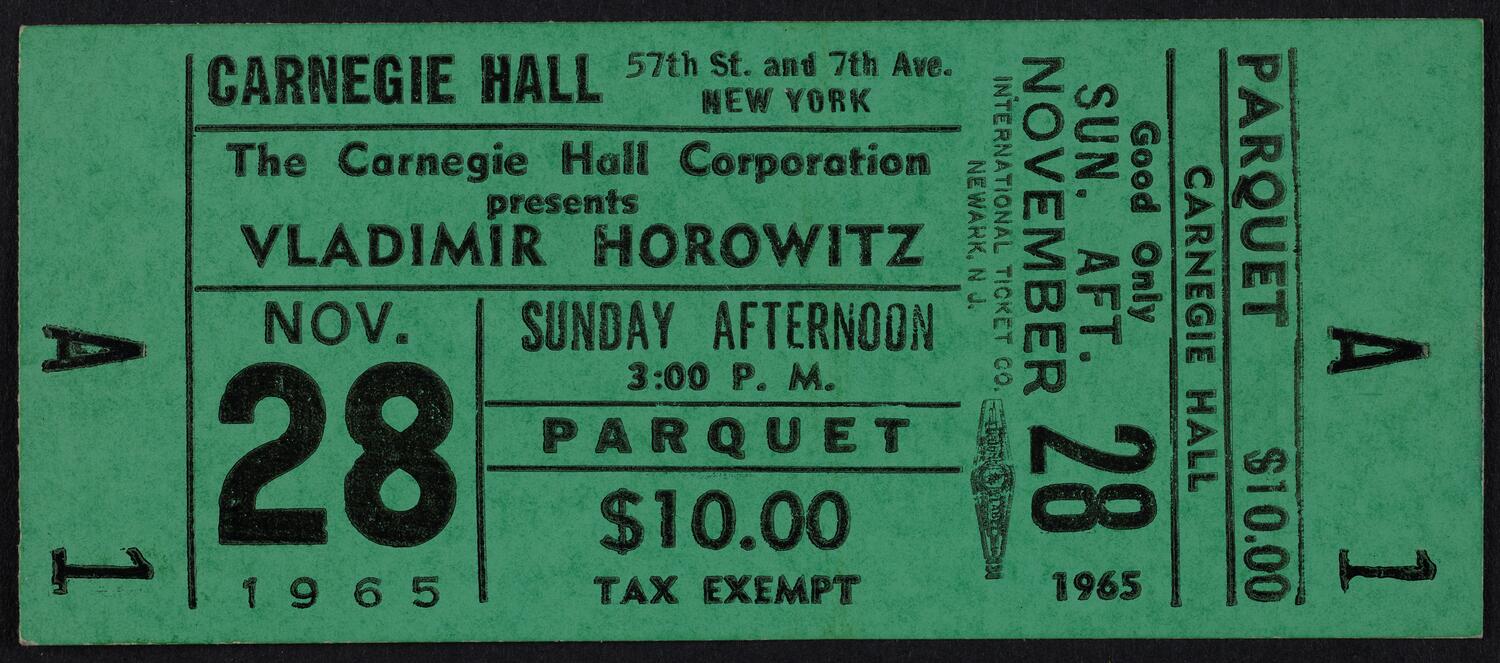 A 1
CARNEGIE HALL 57th St. and 7th Ave.
NEW YORK
The Carnegie Hall Corporation
presents
VLADIMIR HOROWITZ
NOV.
28
1965
SUNDAY AFTERNOON
3:00 P. M.
PARQUET
$10.00
TAX EXEMPT
INTERNATIONAL TICKET CO.
NEWARK, N J.
LABEL
Good Only
SUN. AFT.
NOVEMBER 28
1965
CARNEGIE HALL
PARQUET $10.00
A 1